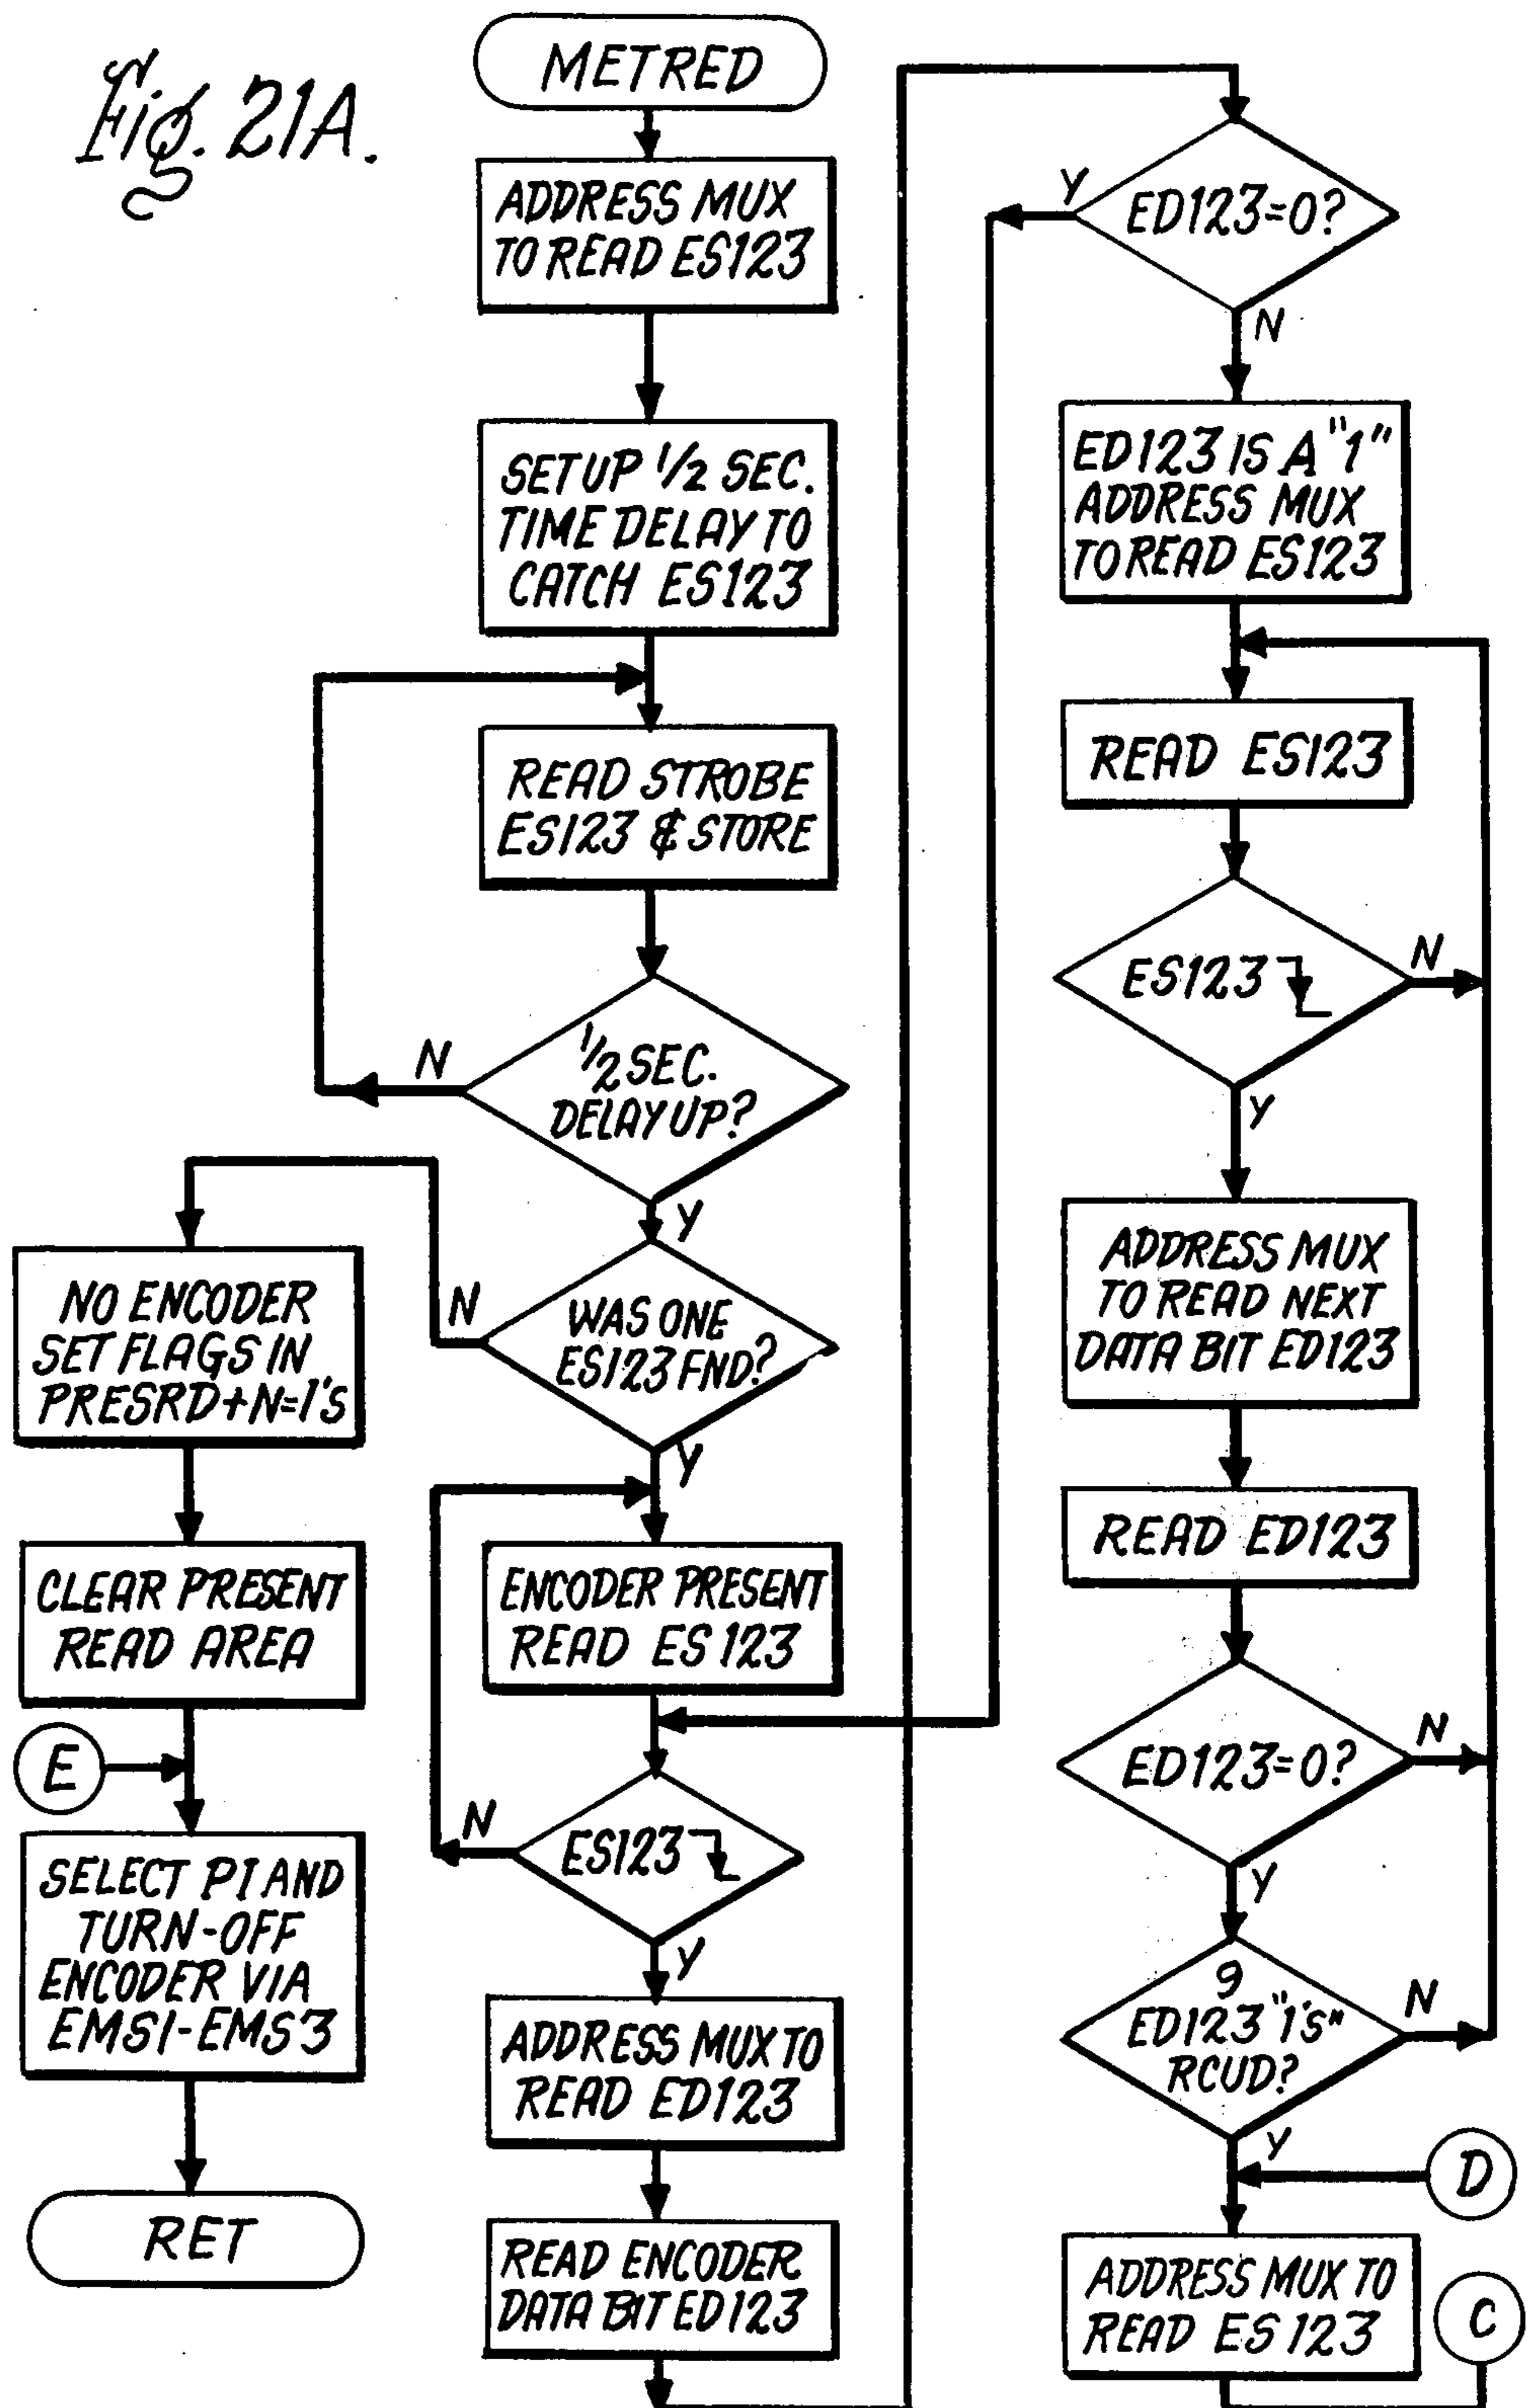 Fig. 21A.
METRED
ADDRESS MUX
TO READ ES123
SET UP 1/2 SEC.
TIME DELAY TO
CATCH ES123
READ STROBE
ES123 & STORE
1/2 SEC.
DELAY UP?
N
Y
WAS ONE
ES123 FND?
N
Y
NO ENCODER
SET FLAGS IN
PRESRD+N=1's
CLEAR PRESENT
READ AREA
E
SELECT PI AND
TURN-OFF
ENCODER VIA
EMS1-EMS3
RET
ENCODER PRESENT
READ ES 123
ES123
N
Y
ADDRESS MUX TO
READ ED123
READ ENCODER
DATA BIT ED123
ED123=0?
Y
N
ED123 IS A "1"
ADDRESS MUX
TO READ ES123
READ ES123
ES123
N
Y
ADDRESS MUX
TO READ NEXT
DATA BIT ED123
READ ED123
ED123=0?
N
Y
9
ED123 "1's"
RCUD?
N
Y
D
ADDRESS MUX TO
READ ES 123
C